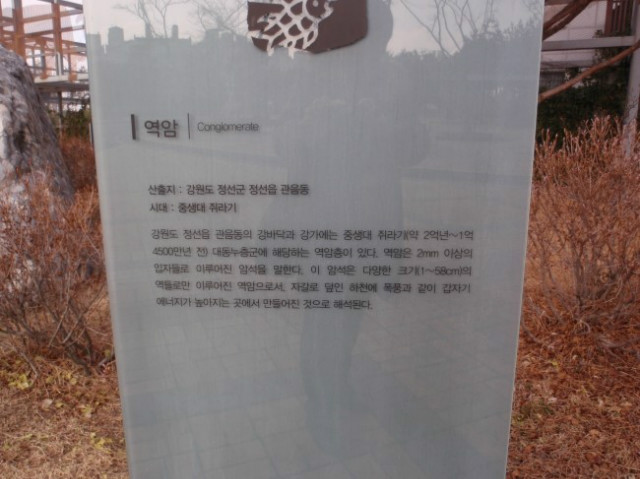 역암 Conglomerate
산출지 : 강원도 정선군 정선읍 관음동
시대 : 중생대 쥐라기
강원도 정선읍 관음동의 강바닥과 강가에는 중생대 쥐라기(약 2억년~1억
4500만년 전) 대동누층군에 해당하는 역암층이 있다. 역암은 2mm 이상의
입자들로 이루어진 암석을 말한다. 이 암석은 다양한 크기(1~58cm)의
역들로만 이루어진 역암으로서, 자갈로 덮인 하천에 폭풍과 같이 갑자기
에너지가 높아지는 곳에서 만들어진 것으로 해석된다.